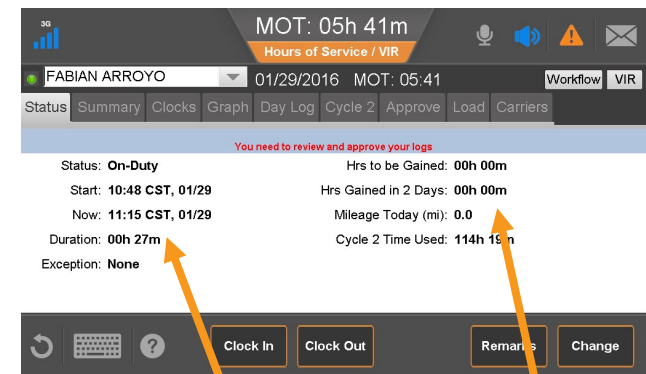 3G
MOT: 05h 41m
Hours of Service / VIR
FABIAN ARROYO
01/29/2016 MOT: 05:41
Workflow VIR
Status Summary Clocks Graph Day Log Cycle 2 Approve Load Carriers
You need to review and approve your logs
Status: On-Duty Hrs to be Gained: 00h 00m
Start: 10:48 CST, 01/29 Hrs Gained in 2 Days: 00h 00m
Now: 11:15 CST, 01/29 Mileage Today (mi): 0.0
Duration: 00h 27m Cycle 2 Time Used: 114h 19m
Exception: None
? Clock In Clock Out Remarks Change